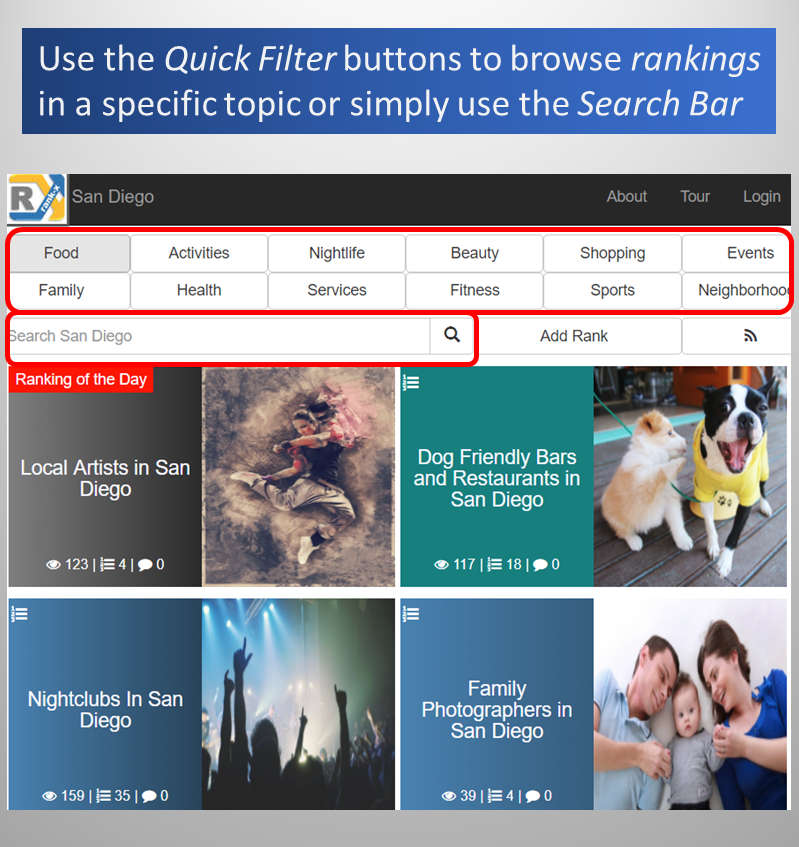 Use the Quick Filter buttons to browse rankings
in a specific topic or simply use the Search Bar
R rankx San Diego About Tour Login
Food Activities Nightlife Beauty Shopping Events
Family Health Services Fitness Sports Neighborhoo
Search San Diego Add Rank
Ranking of the Day
Local Artists in San
Diego
123 | 4 | 0
Dog Friendly Bars
and Restaurants in
San Diego
117 | 18 | 0
Nightclubs In San
Diego
159 | 35 | 0
Family
Photographers in
San Diego
39 | 4 | 0